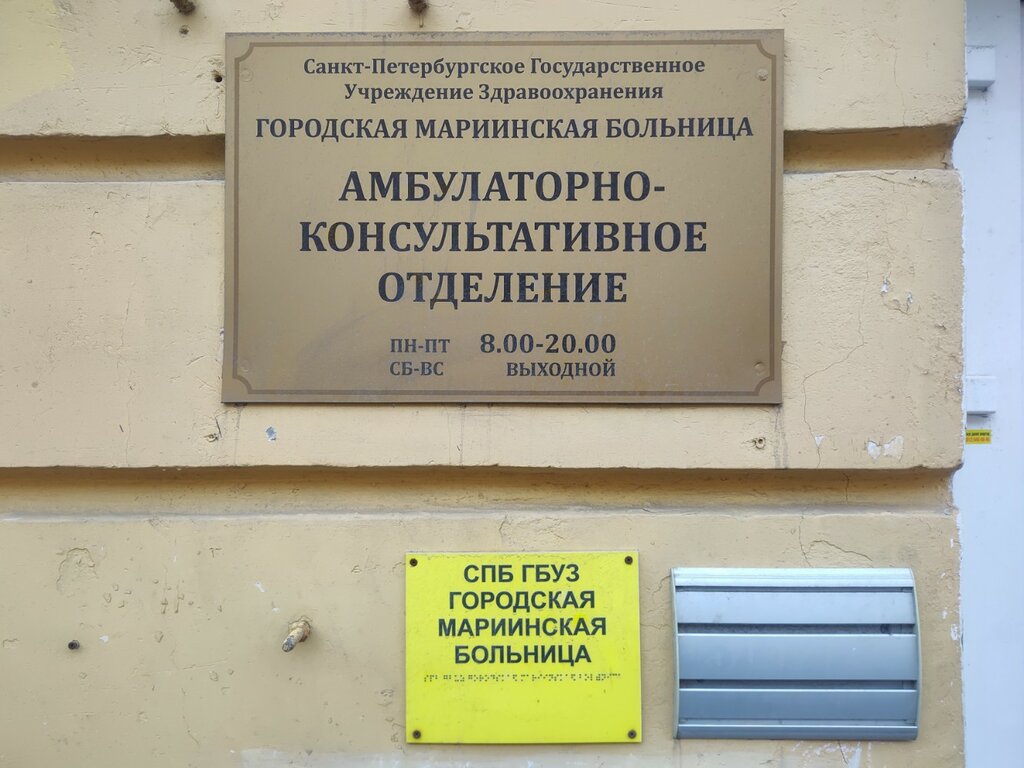 Санкт-Петербургское Государственное
Учреждение Здравоохранения
ГОРОДСКАЯ МАРИИНСКАЯ БОЛЬНИЦА
АМБУЛАТОРНО-
КОНСУЛЬТАТИВНОЕ
ОТДЕЛЕНИЕ
ПН-ПТ 8.00-20.00
СБ-ВС ВЫХОДНОЙ
СПБ ГБУЗ
ГОРОДСКАЯ
МАРИИНСКАЯ
БОЛЬНИЦА